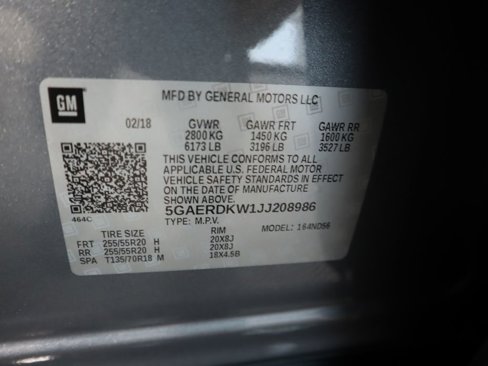 GM
MFD BY GENERAL MOTORS LLC
02/18 GVWR GAWR FRT GAWR RR
2800 KG 1450 KG 1600 KG
6173 LB 3196 LB 3527 LB
THIS VEHICLE CONFORMS TO ALL
APPLICABLE U.S. FEDERAL MOTOR
VEHICLE SAFETY STANDARDS IN EFFECT
ON THE DATE OF MANUFACTURE
SHOWN ABOVE.
464C 5GAERDKW1JJ208986
TYPE: M.P.V. MODEL: 164ND56
TIRE SIZE RIM
FRT 255/55R20 H 20X8J
RR 255/55R20 H 20X8J
SPA T135/70R18 M 18X4.5B